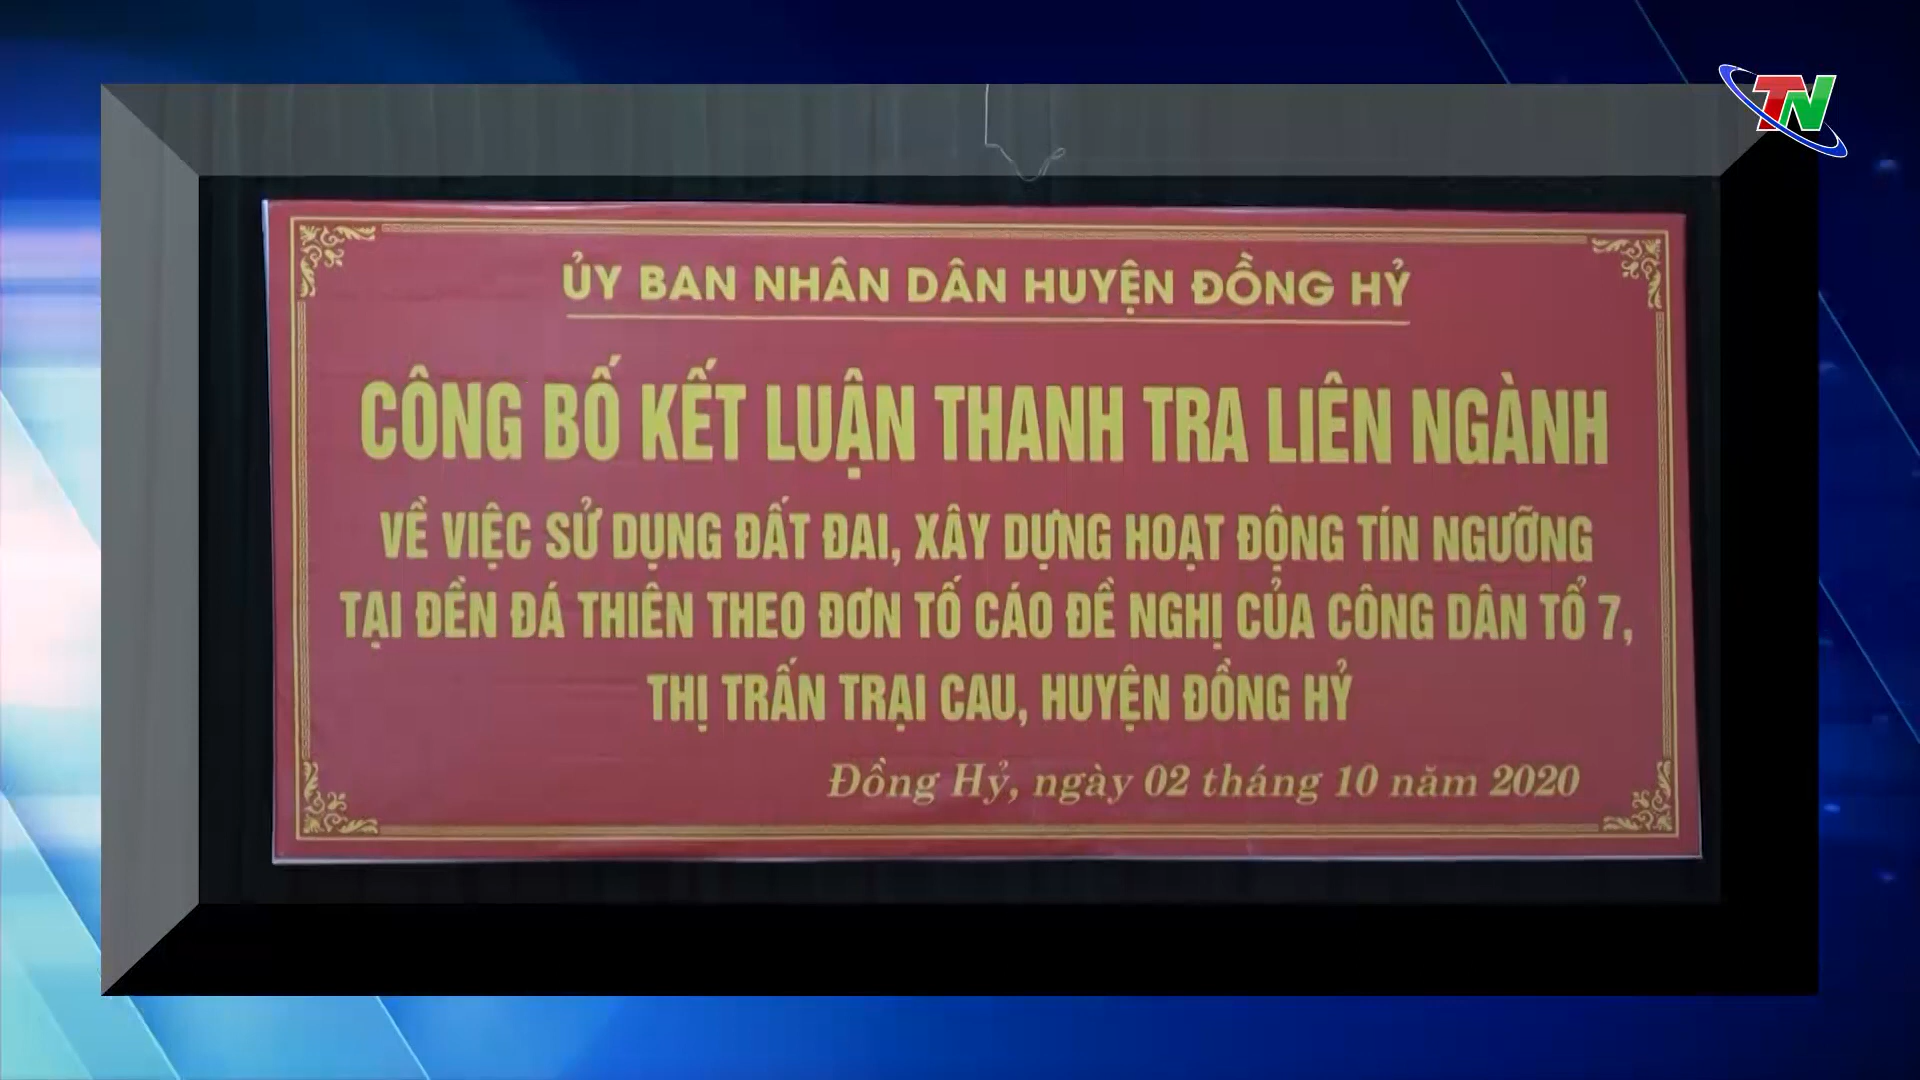 TN
ỦY BAN NHÂN DÂN HUYỆN ĐỒNG HỶ
CÔNG BỐ KẾT LUẬN THANH TRA LIÊN NGÀNH
VỀ VIỆC SỬ DỤNG ĐẤT ĐAI, XÂY DỰNG HOẠT ĐỘNG TÍN NGƯỠNG
TẠI ĐỀN ĐÁ THIÊN THEO ĐƠN TỐ CÁO ĐỀ NGHỊ CỦA CÔNG DÂN TỔ 7,
THỊ TRẤN TRẠI CAU, HUYỆN ĐỒNG HỶ
Đồng Hỷ, ngày 02 tháng 10 năm 2020